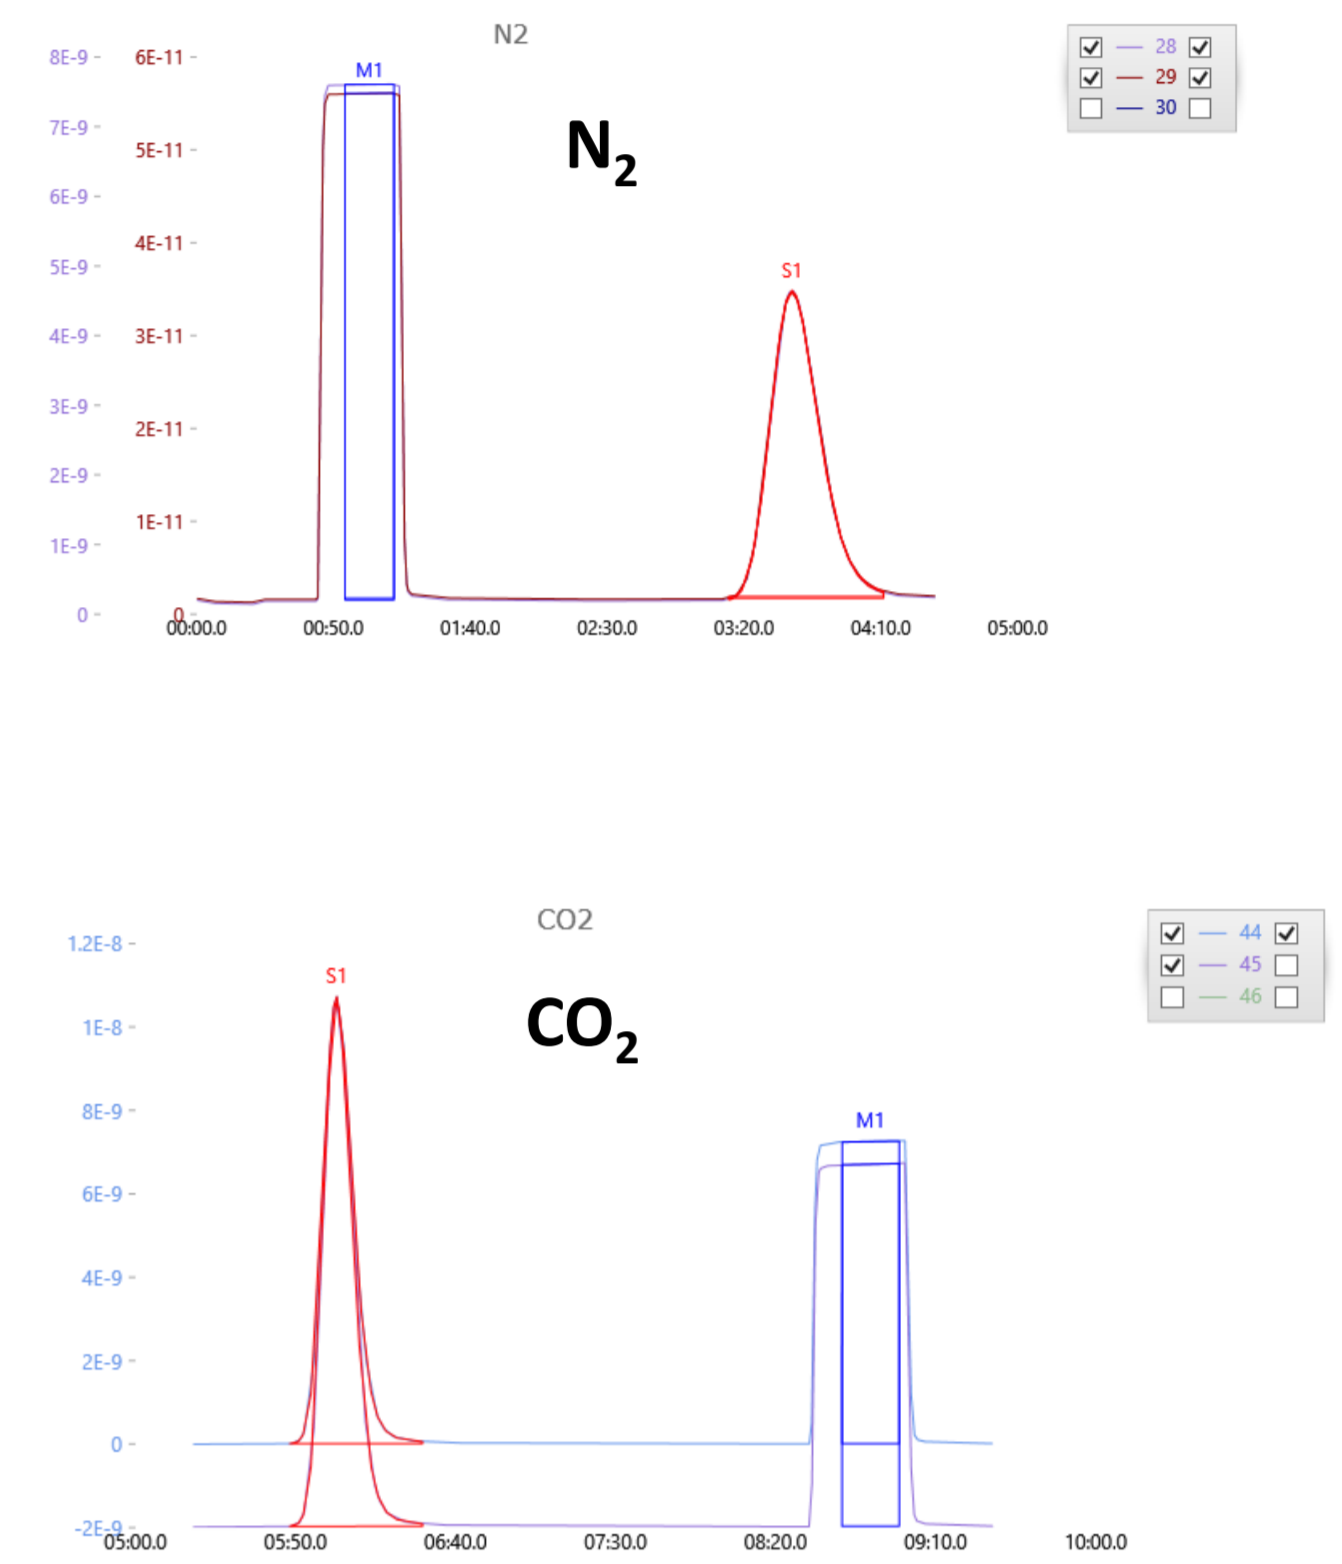 N2
28
29
30
8E-9
7E-9
6E-9
5E-9
4E-9
3E-9
2E-9
1E-9
0
6E-11
5E-11
4E-11
3E-11
2E-11
1E-11
0
M1
N2
S1
00:00.0 00:50.0 01:40.0 02:30.0 03:20.0 04:10.0 05:00.0
CO2
44
45
46
1.2E-8
1E-8
8E-9
6E-9
4E-9
2E-9
0
-2E-9
S1
CO2
M1
05:00.0 05:50.0 06:40.0 07:30.0 08:20.0 09:10.0 10:00.0